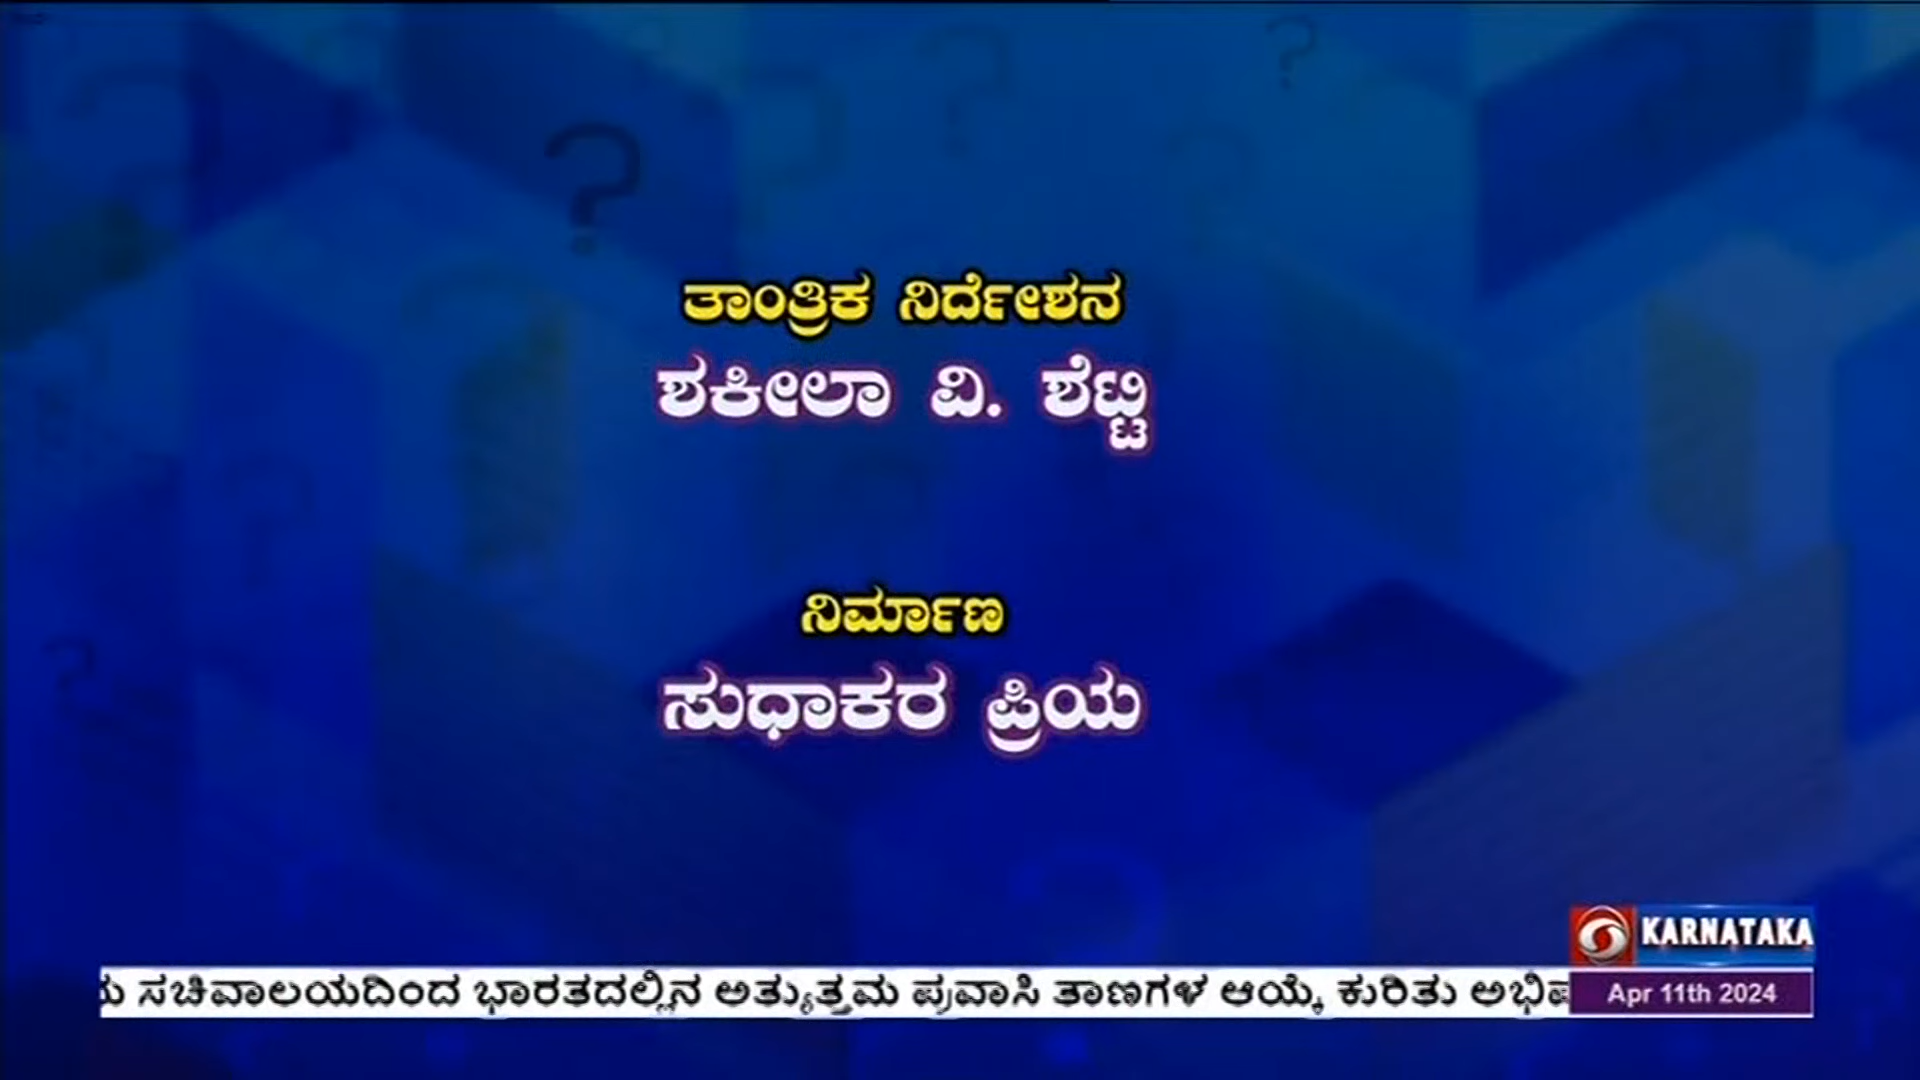 ತಾಂತ್ರಿಕ ನಿರ್ದೇಶನ
ಶಕೀಲಾ ವಿ. ಶೆಟ್ಟಿ
ನಿರ್ಮಾಣ
ಸುಧಾಕರ ಪ್ರಿಯ
KARNATAKA
ಸಚಿವಾಲಯದಿಂದ ಭಾರತದಲ್ಲಿನ ಅತ್ಯುತ್ತಮ ಪ್ರವಾಸಿ ತಾಣಗಳ ಆಯ್ಕೆ ಕುರಿತು
Apr 11th 2024